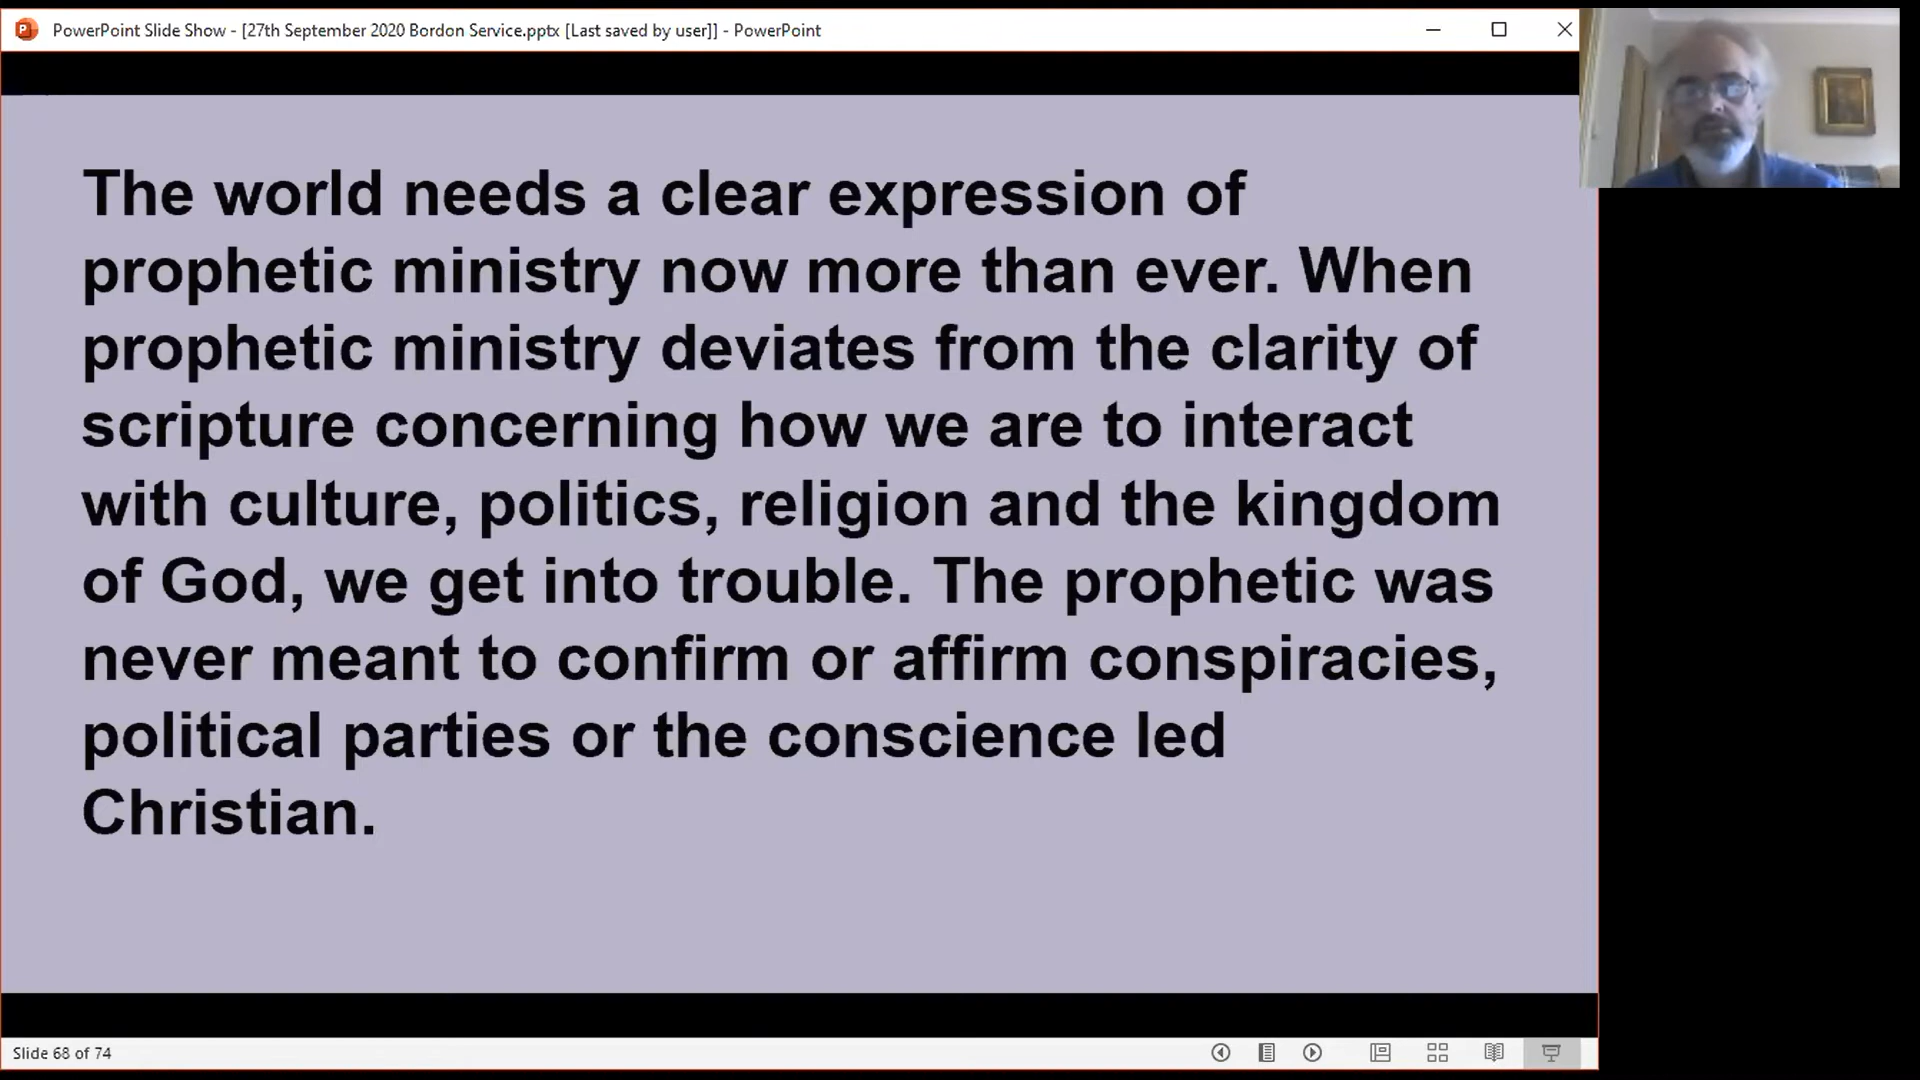 PowerPoint Slide Show - [27th September 2020 Bordon Service.pptx [Last saved by user]] - PowerPoint
The world needs a clear expression of
prophetic ministry now more than ever. When
prophetic ministry deviates from the clarity of
scripture concerning how we are to interact
with culture, politics, religion and the kingdom
of God, we get into trouble. The prophetic was
never meant to confirm or affirm conspiracies,
political parties or the conscience led
Christian.
Slide 68 of 74